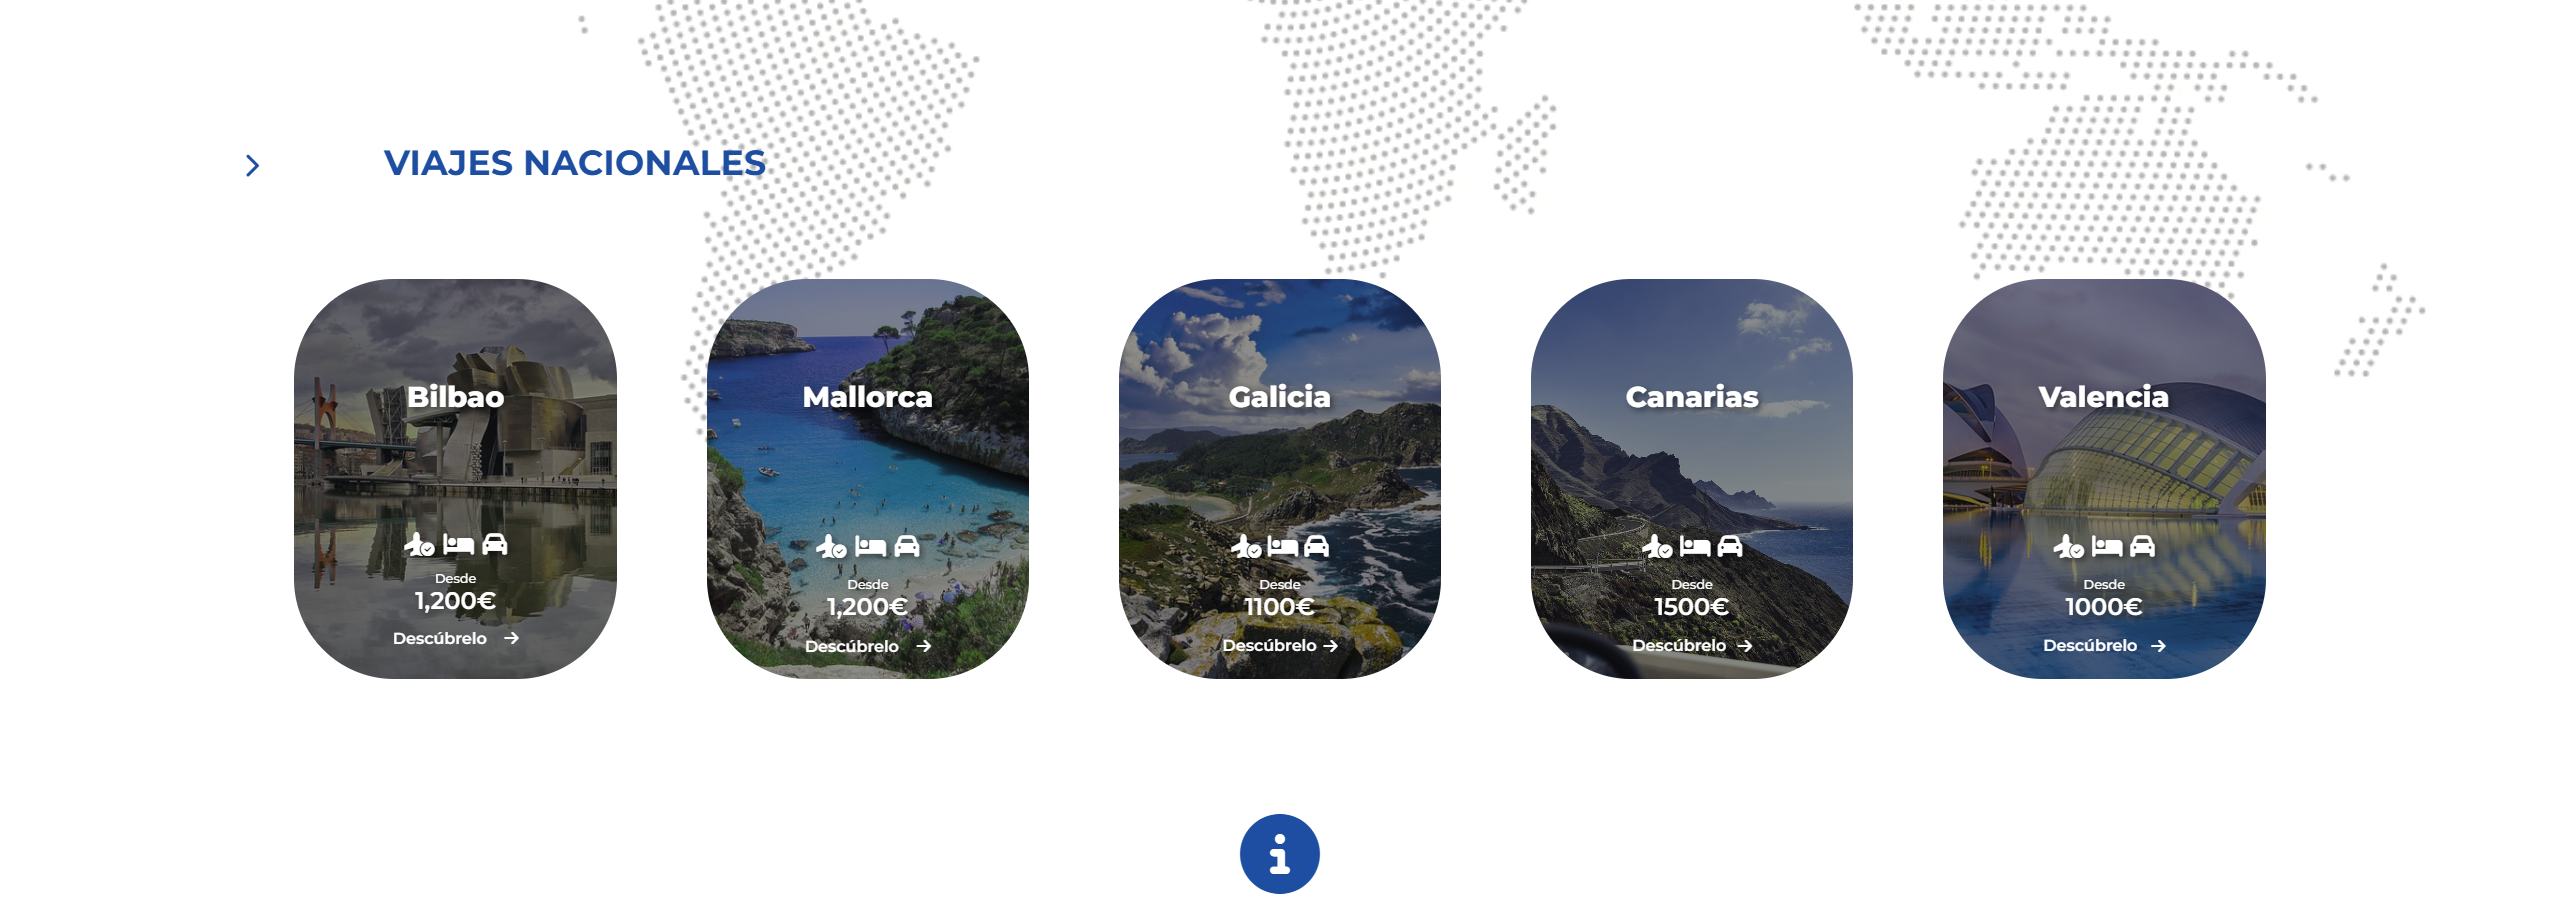 VIAJES NACIONALES
Bilbao
Desde
1,200€
Descúbrelo
Mallorca
Desde
1,200€
Descúbrelo
Galicia
Desde
1100€
Descúbrelo
Canarias
Desde
1500€
Descúbrelo
Valencia
Desde
1000€
Descúbrelo